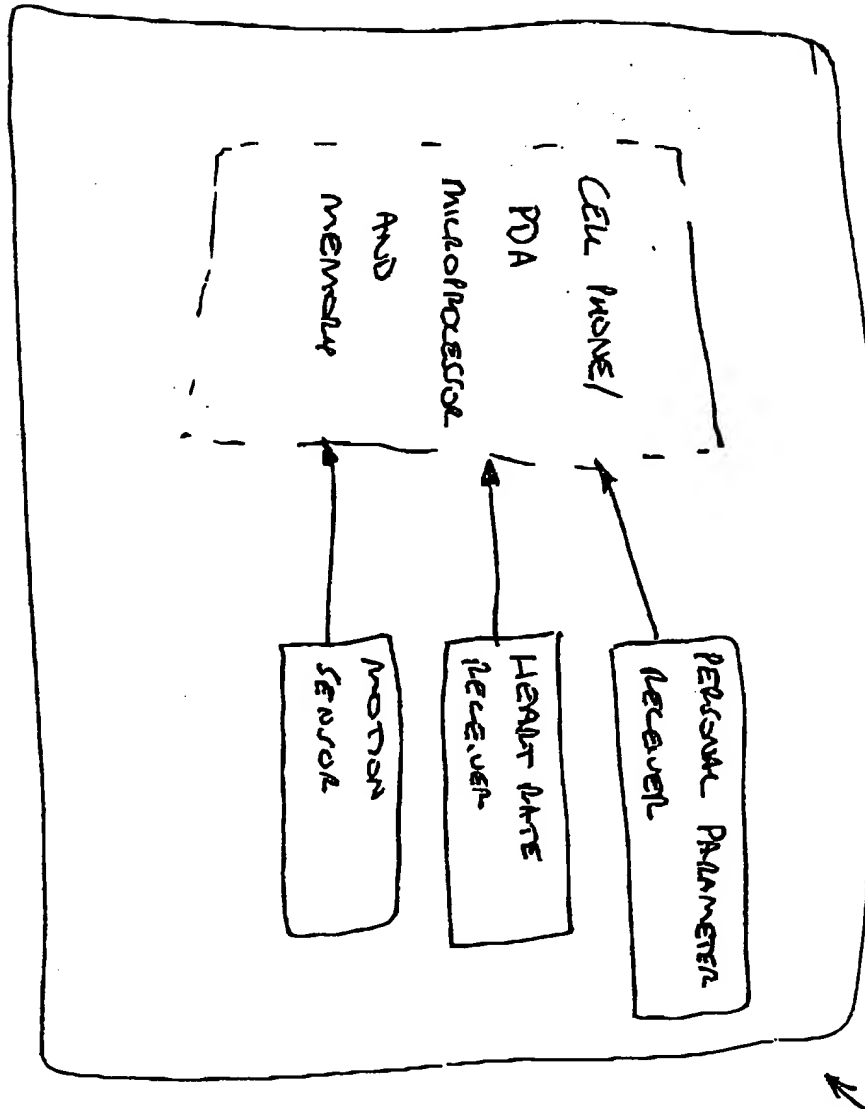 CELL PHONE/
PDA
MICROPROCESSOR
AND
MEMORY
PERSONAL PARAMETER
RECEIVER
HEART RATE
RECEIVER
MOTION
SENSOR